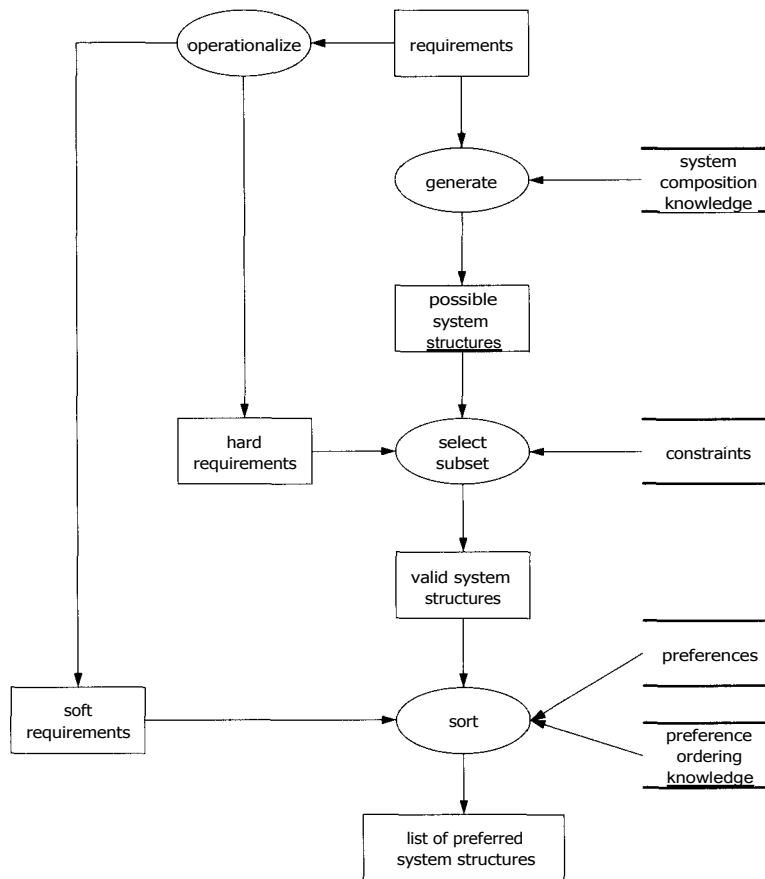 operationalize
requirements
generate
system
composition
knowledge
possible
system
structures
hard
requirements
select
subset
constraints
valid system
structures
preferences
soft
requirements
sort
preference
ordering
knowledge
list of preferred
system structures